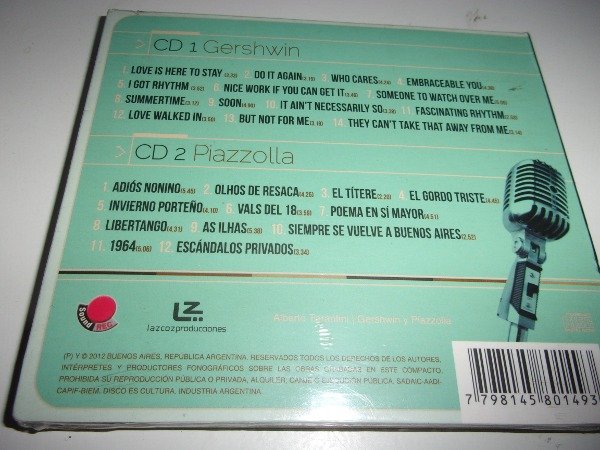 CD 1 Gershwin
1. LOVE IS HERE TO STAY 2. DO IT AGAIN 3. WHO CARES 4. EMBRACEABLE YOU
5. I GOT RHYTHM 6. NICE WORK IF YOU CAN GET IT 7. SOMEONE TO WATCH OVER ME
8. SUMMERTIME 9. SOON 10. IT AIN'T NECESSARILY SO 11. FASCINATING RHYTHM
12. LOVE WALKED IN 13. BUT NOT FOR ME 14. THEY CAN'T TAKE THAT AWAY FROM ME
CD 2 Piazzolla
1 ADIÓS NONINO 2 OLHOS DE RESACA 3 EL TÍTERE 4 EL GORDO TRISTE
5 INVIERNO PORTEÑO 6 VALS DEL 18 7 POEMA EN SÍ MAYOR
8 LIBERTANGO 9 AS ILHAS 10 SIEMPRE SE VUELVE A BUENOS AIRES
11 1964 12 ESCÁNDALOS PRIVADOS
Sound REC
lazcozproducciones
Alberto Tarantini | Gershwin y Piazzolla
(P) Y © 2012 BUENOS AIRES, REPUBLICA ARGENTINA. RESERVADOS TODOS LOS DERECHOS DE LOS AUTORES,
INTERPRETES Y PRODUCTORES FONOGRAFICOS SOBRE LAS OBRAS GRABADAS EN ESTE COMPACTO.
PROHIBIDA SU REPRODUCCIÓN PÚBLICA O PRIVADA, ALQUILER, CANJE O EJECUCIÓN PÚBLICA. SADAIC-AADI-
CAPIF-BIEM. DISCO ES CULTURA. INDUSTRIA ARGENTINA.
7 798145 801493